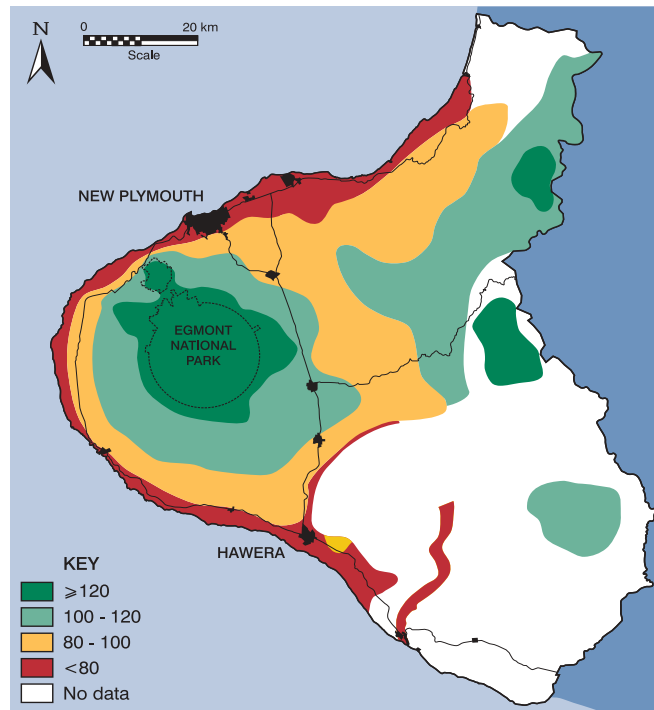 N
0 20 km
Scale
NEW PLYMOUTH
EGMONT
NATIONAL
PARK
HAWERA
KEY
⩾120
100 - 120
80 - 100
<80
No data